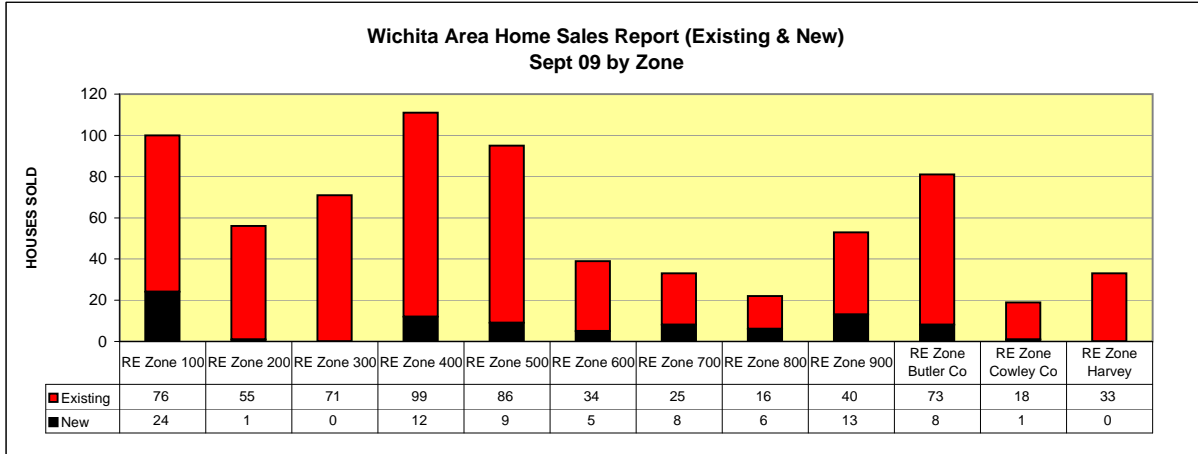 Wichita Area Home Sales Report (Existing & New)
Sept 09 by Zone
HOUSES SOLD
120
100
80
60
40
20
0
RE Zone 100 RE Zone 200 RE Zone 300 RE Zone 400 RE Zone 500 RE Zone 600 RE Zone 700 RE Zone 800 RE Zone 900 RE Zone Butler Co RE Zone Cowley Co RE Zone Harvey
Existing 76 55 71 99 86 34 25 16 40 73 18 33
New 24 1 0 12 9 5 8 6 13 8 1 0